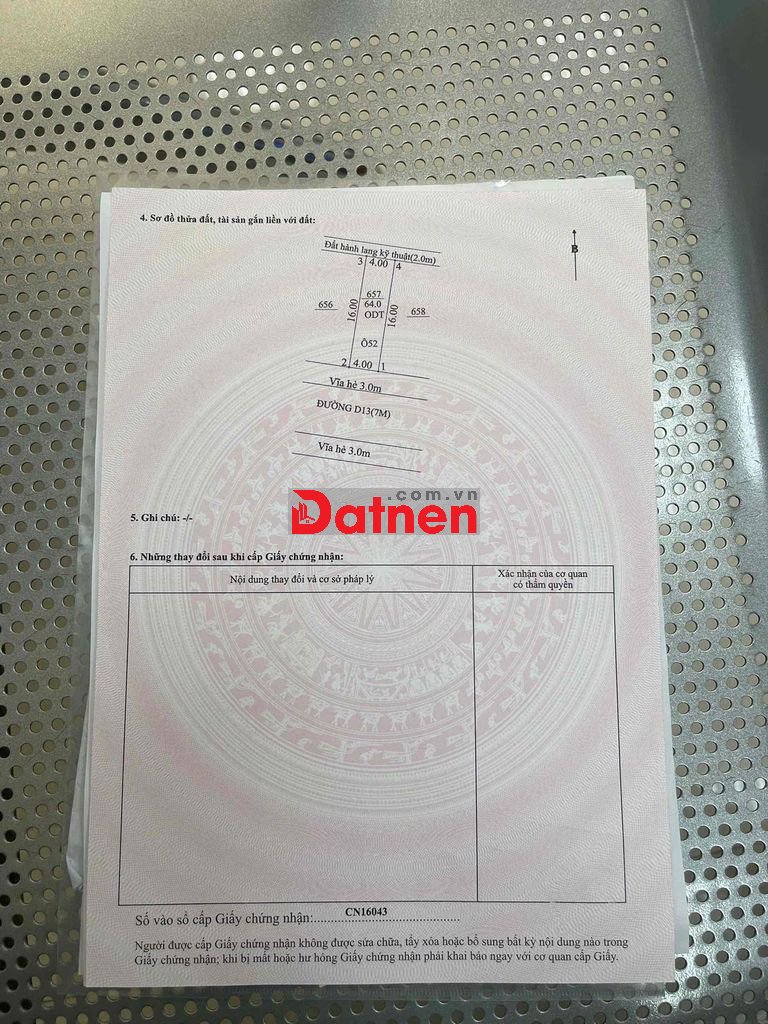 4. Sơ đồ thửa đất, tài sản gắn liền với đất:
Đất hành lang kỹ thuật(2.0m)
B
3 4.00 4
656
16.00
657
64.0
ODT
16.00
658
Ô52
2 4.00 1
Vĩa hè 3.0m
ĐƯỜNG D13(7M)
Vĩa hè 3.0m
.com.vn
Datnen
5. Ghi chú: -/-
6. Những thay đổi sau khi cấp Giấy chứng nhận:
Nội dung thay đổi và cơ sở pháp lý
Xác nhận của cơ quan
có thẩm quyền
Số vào sổ cấp Giấy chứng nhận:...CN16043...
Người được cấp Giấy chứng nhận không được sửa chữa, tẩy xóa hoặc bổ sung bất kỳ nội dung nào trong
Giấy chứng nhận; khi bị mất hoặc hư hỏng Giấy chứng nhận phải khai báo ngay với cơ quan cấp Giấy.